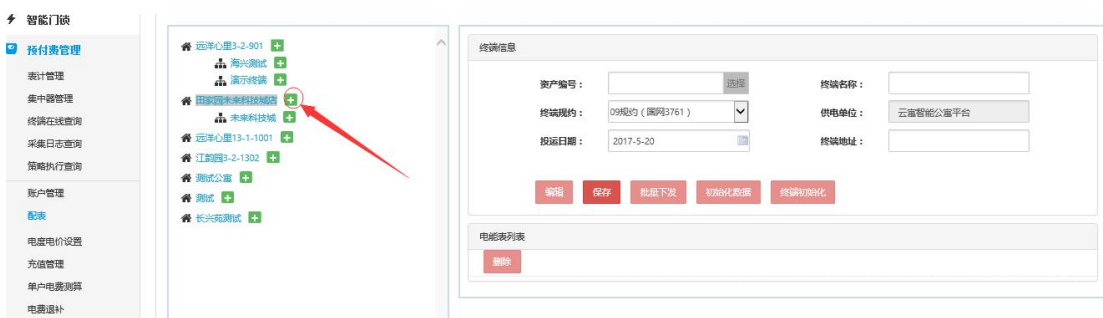 智能门锁
预付费管理
表计管理
集中器管理
终端在线查询
采集日志查询
策略执行查询
账户管理
配表
电度电价设置
充值管理
单户电费测算
电费退补
远洋心里3-2-901
海兴测试
演示终端
田家园未来科技城店
未来科技城
远洋心里13-1-1001
江韵园3-2-1302
测试公寓
测试
长兴苑测试
终端信息
资产编号： 选择 终端名称：
终端规约： 09规约（国网3761） 供电单位： 云寓智能公寓平台
投运日期： 2017-5-20 终端地址：
编辑 保存 批量下发 初始化数据 终端初始化
电能表列表
删除